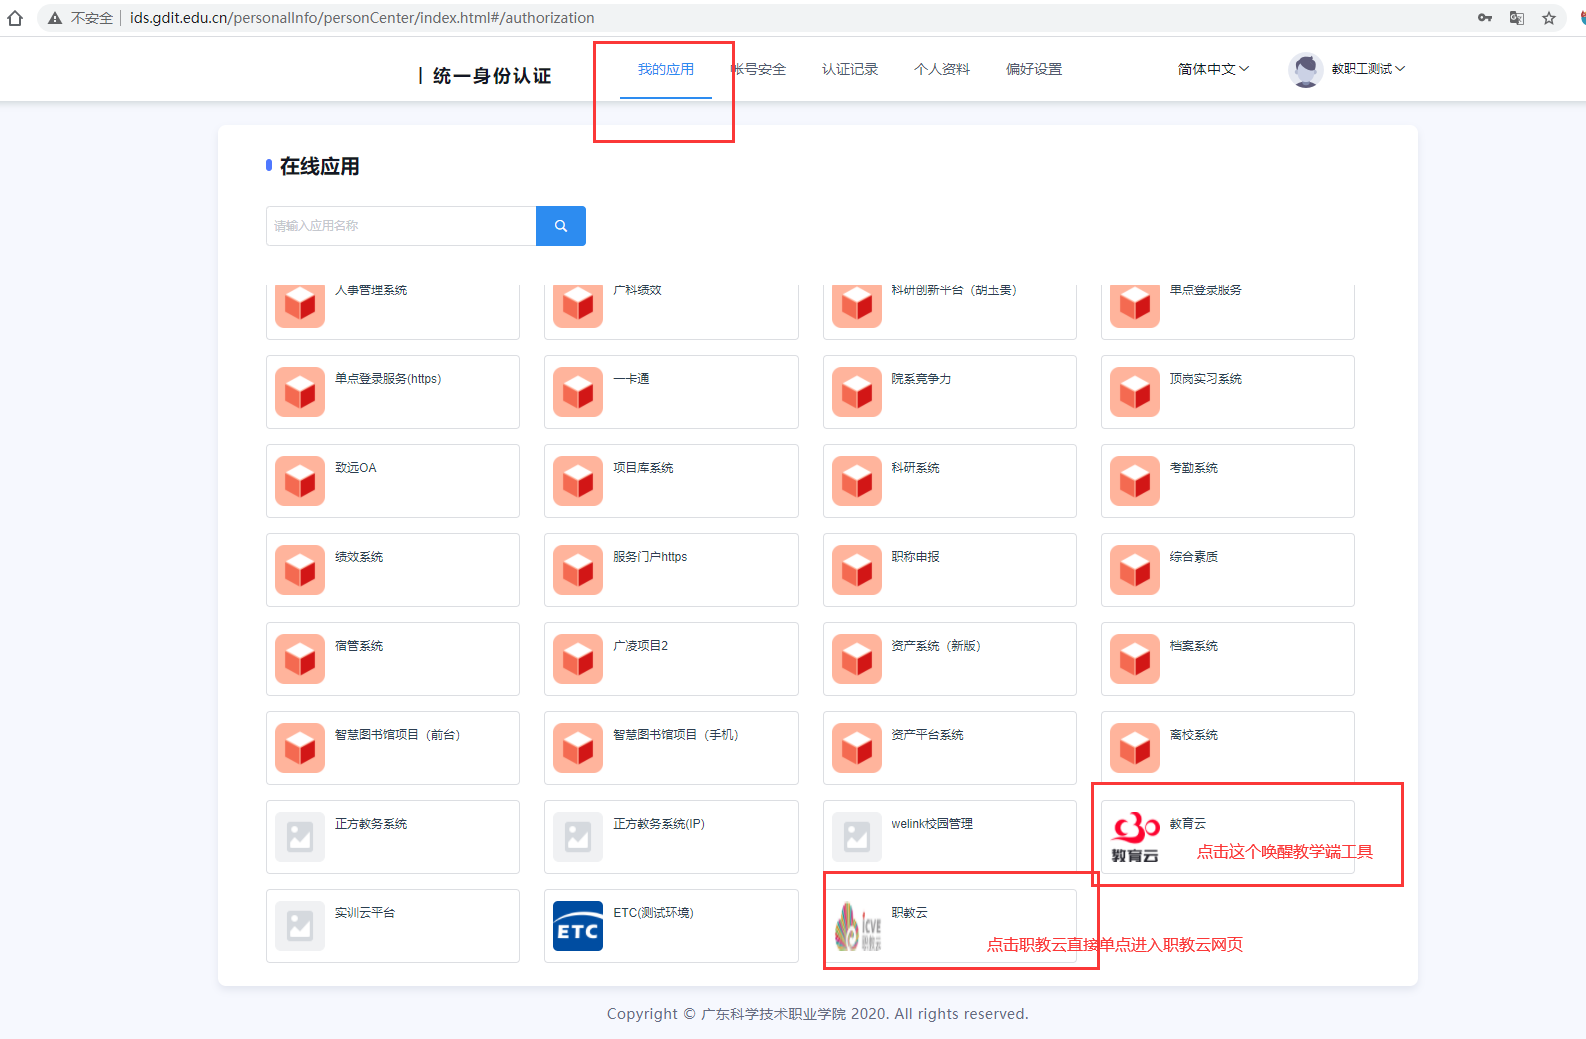 不安全 ids.gdit.edu.cn/personalInfo/personCenter/index.html#/authorization
统一身份认证 我的应用 帐号安全 认证记录 个人资料 偏好设置 简体中文 教职工测试
在线应用
请输入应用名称
人事管理系统 广科绩效 科研创新平台（胡玉美） 单点登录服务
单点登录服务(https) 一卡通 院系竞争力 顶岗实习系统
致远OA 项目库系统 科研系统 考勤系统
绩效系统 服务门户https 职称申报 综合素质
宿管系统 广凌项目2 资产系统（新版） 档案系统
智慧图书馆项目（前台） 智慧图书馆项目（手机） 资产平台系统 离校系统
正方教务系统 正方教务系统(IP) welink校园管理 教育云
教育云 点击这个唤醒教学端工具
实训云平台 ETC ETC(测试环境) icve 职教云 职教云
点击职教云直接单点进入职教云网页
Copyright © 广东科学技术职业学院 2020. All rights reserved.